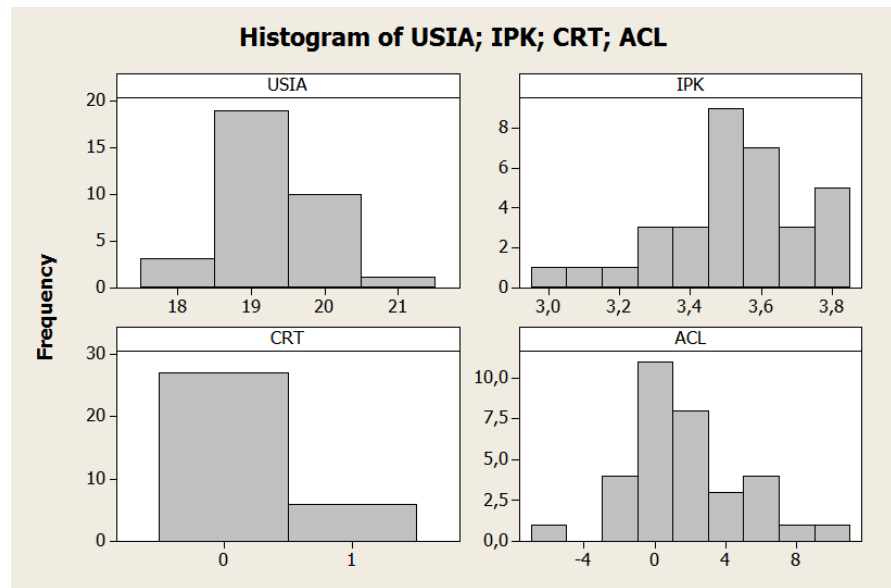 Histogram of USIA; IPK; CRT; ACL
Frequency
USIA
20
15
10
5
0
18 19 20 21
IPK
8
6
4
2
0
3,0 3,2 3,4 3,6 3,8
CRT
30
20
10
0
0 1
ACL
10,0
7,5
5,0
2,5
0,0
-4 0 4 8